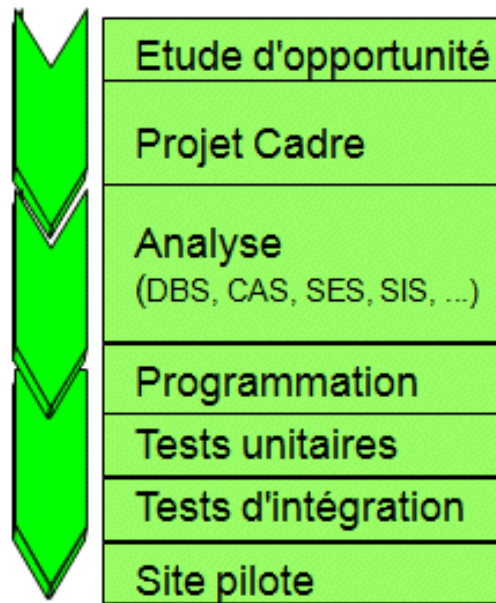 Etude d'opportunité
Projet Cadre
Analyse
(DBS, CAS, SES, SIS, ...)
Programmation
Tests unitaires
Tests d'intégration
Site pilote